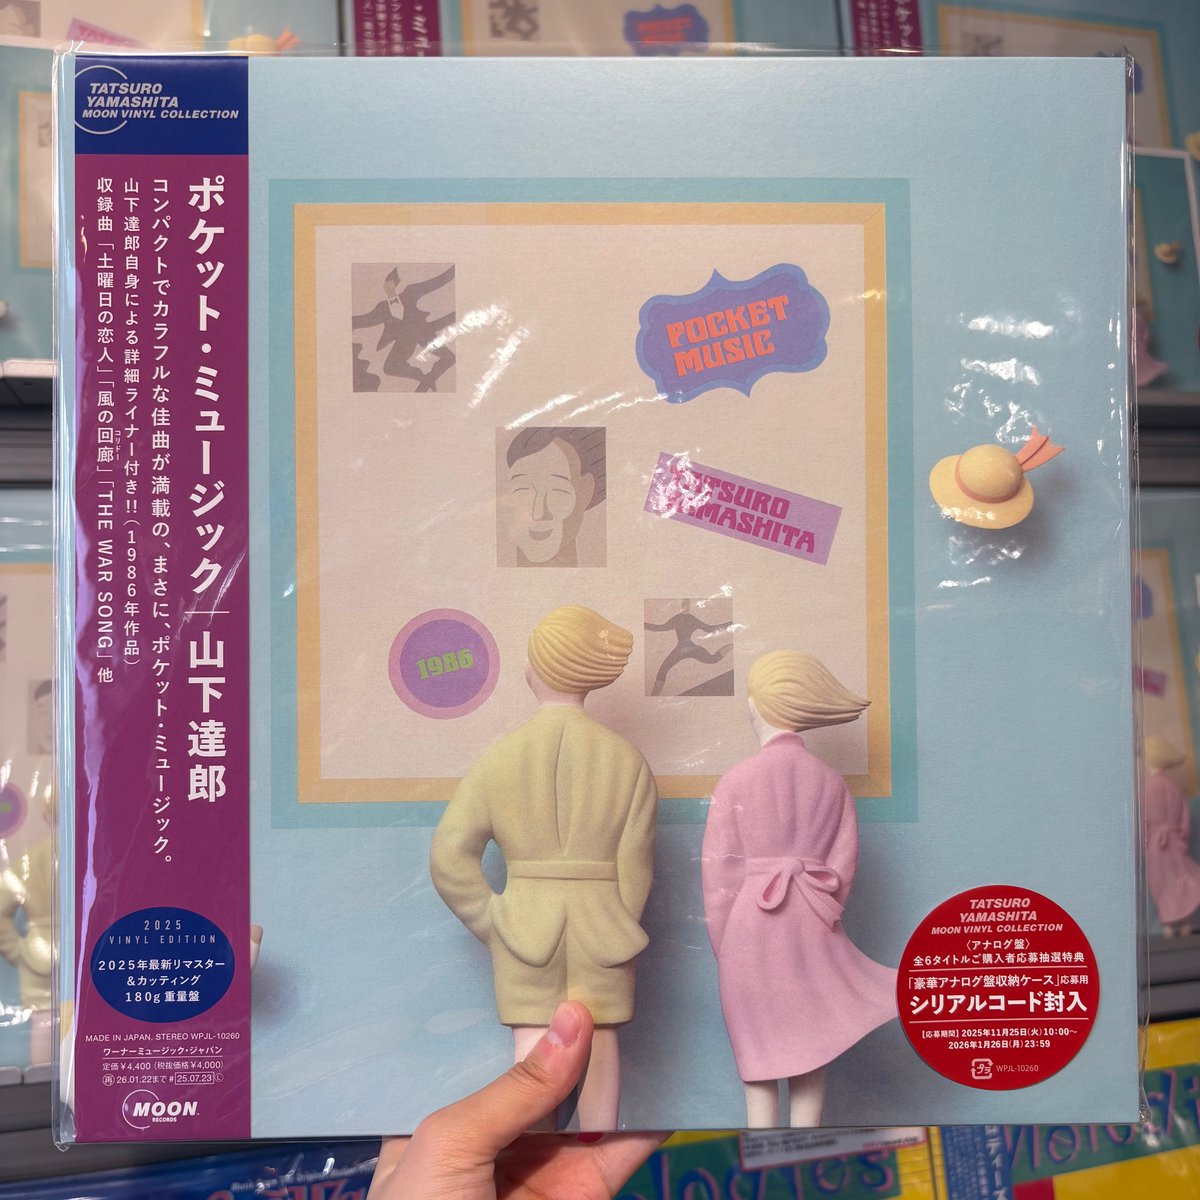 TATSURO
YAMASHITA
MOON VINYL COLLECTION
ポケット・ミュージック│山下達郎
コンパクトでカラフルな佳曲が満載の、まさに、ポケット・ミュージック。
山下達郎自身による詳細ライナー付き!!(1986年作品)
収録曲「土曜日の恋人」「風の回廊」「THE WAR SONG」他
コリドー
2025
VINYL EDITION
2025年最新リマスター
&カッティング
180g 重量盤
MADE IN JAPAN. STEREO WPJL-10260
ワーナーミュージック・ジャパン
定価¥4,400 (税抜価格¥4,000)
再 26.01.22まで # 25.07.23 L
MOON
RECORDS
POCKET
MUSIC
TATSURO
YAMASHITA
1986
TATSURO
YAMASHITA
MOON VINYL COLLECTION
〈アナログ盤〉
全6タイトルご購入者応募抽選特典
「豪華アナログ盤収納ケース」応募用
シリアルコード封入
【応募期間】2025年11月25日(火)10:00〜
2026年1月26日(月)23:59
プラ
WPJL-10260
Melodies